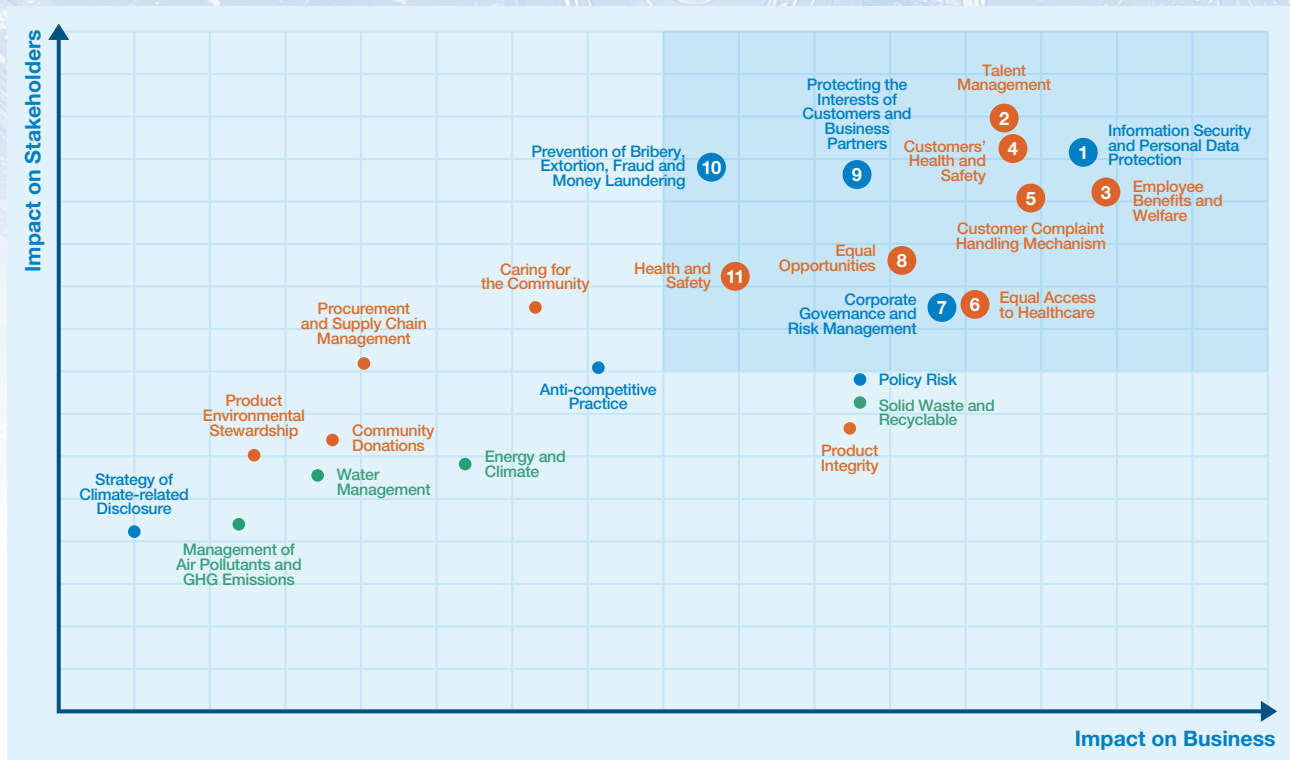 Impact on Stakeholders
Talent
Management
2
Protecting the
Interests of
Customers and
Business
Partners
9
Customers'
Health and
Safety
4
1
Information Security
and Personal Data
Protection
Prevention of Bribery,
Extortion, Fraud and
Money Laundering
10
5
Customer Complaint
Handling Mechanism
3
Employee
Benefits and
Welfare
Equal
Opportunities
8
Health and
Safety
11
Corporate
Governance and
Risk Management
7
6
Equal Access
to Healthcare
Caring for
the Community
Procurement
and Supply Chain
Management
Anti-competitive
Practice
Policy Risk
Solid Waste and
Recyclable
Product
Integrity
Product
Environmental
Stewardship
Community
Donations
Water
Management
Energy and
Climate
Strategy of
Climate-related
Disclosure
Management of
Air Pollutants and
GHG Emissions
Impact on Business